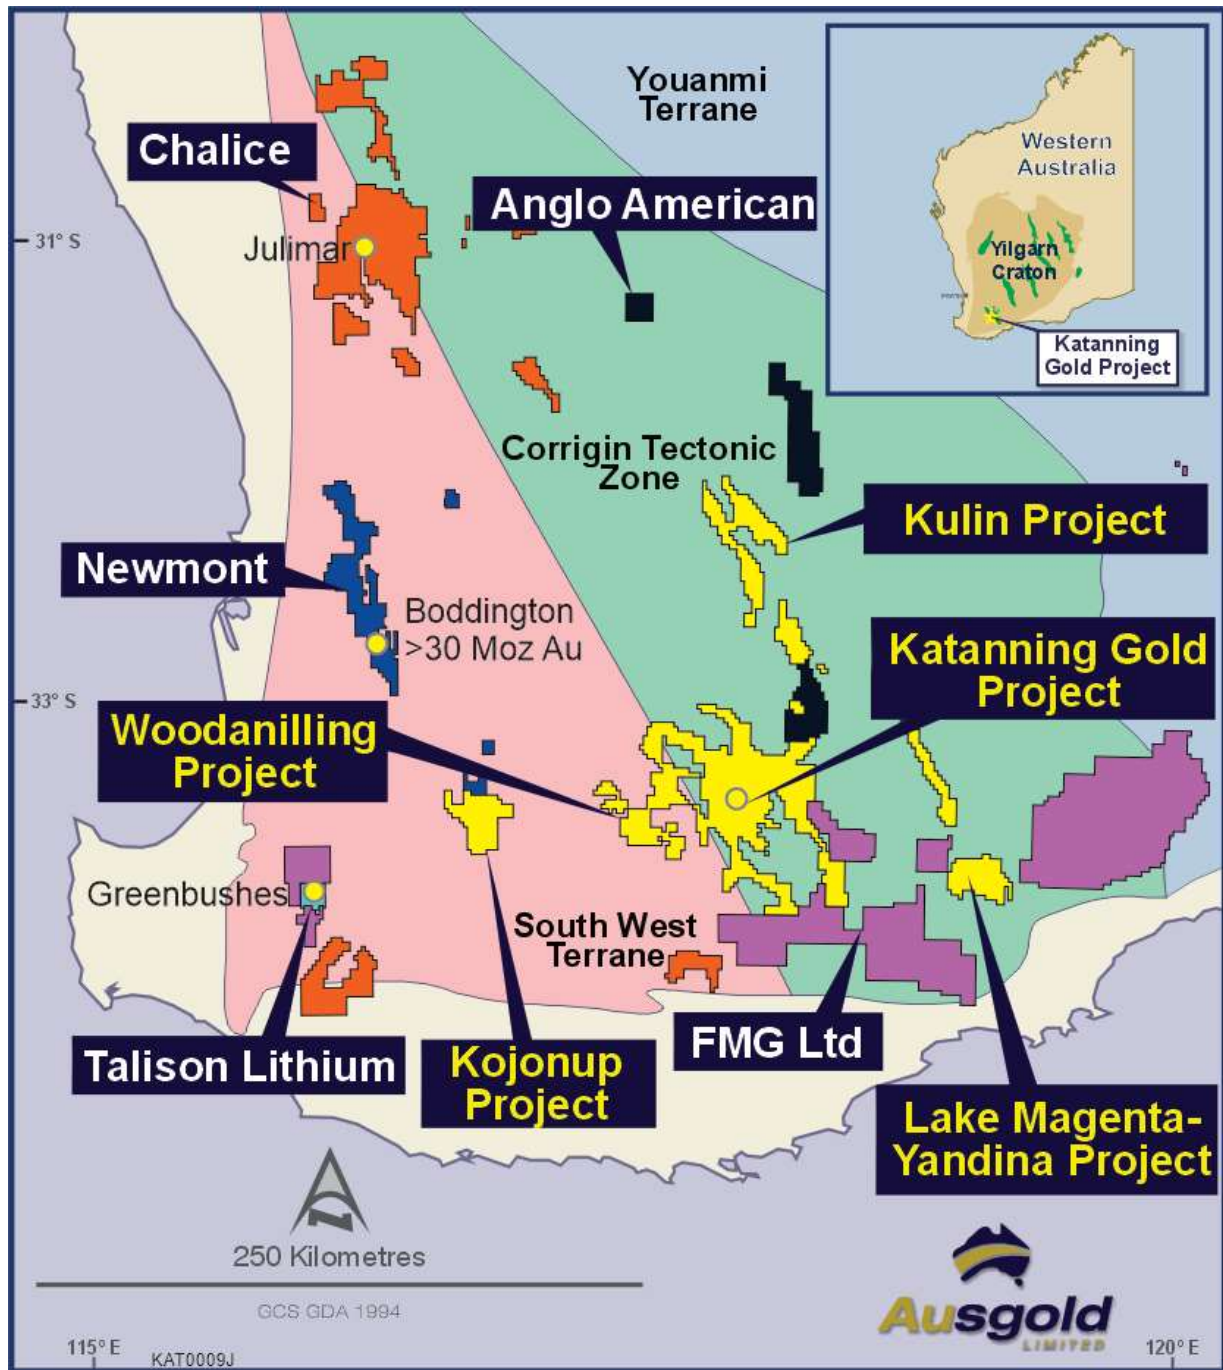 Youanmi
Terrane
Western
Australia
Chalice
Anglo American
31° S
Julimar
Yilgarn
Craton
Katanning
Gold Project
Corrigin Tectonic
Zone
Kulin Project
Newmont
Boddington
>30 Moz Au
Katanning Gold
Project
33° S
Woodanilling
Project
Greenbushes
South West
Terrane
FMG Ltd
Talison Lithium
Kojonup
Project
Lake Magenta-
Yandina Project
N
250 Kilometres
GCS GDA 1994
Ausgold
LIMITED
115° E
120° E
KAT0009J